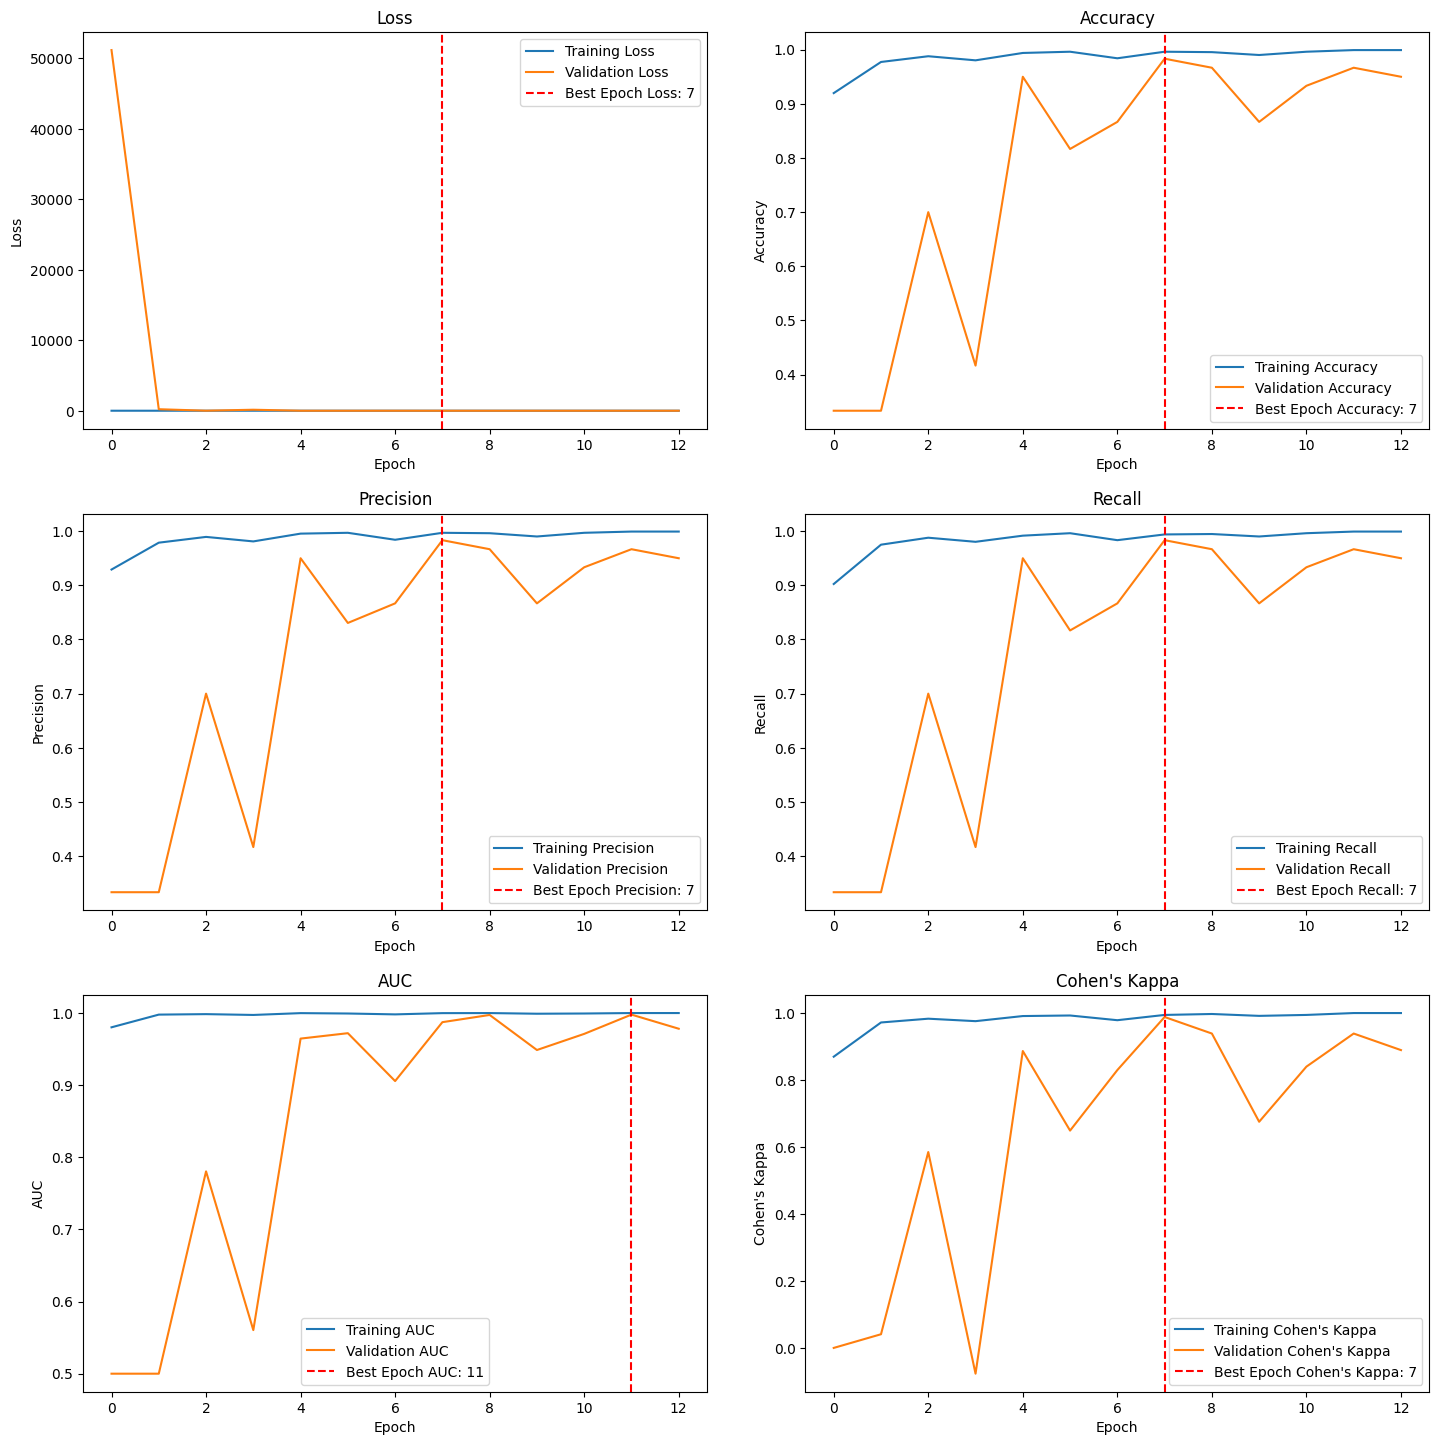 Loss
50000
40000
30000
20000
10000
0
Loss
0 2 4 6 8 10 12
Epoch
Training Loss
Validation Loss
Best Epoch Loss: 7
Accuracy
1.0
0.9
0.8
0.7
0.6
0.5
0.4
Accuracy
0 2 4 6 8 10 12
Epoch
Training Accuracy
Validation Accuracy
Best Epoch Accuracy: 7
Precision
1.0
0.9
0.8
0.7
0.6
0.5
0.4
Precision
0 2 4 6 8 10 12
Epoch
Training Precision
Validation Precision
Best Epoch Precision: 7
Recall
1.0
0.9
0.8
0.7
0.6
0.5
0.4
Recall
0 2 4 6 8 10 12
Epoch
Training Recall
Validation Recall
Best Epoch Recall: 7
AUC
1.0
0.9
0.8
0.7
0.6
0.5
AUC
0 2 4 6 8 10 12
Epoch
Training AUC
Validation AUC
Best Epoch AUC: 11
Cohen's Kappa
1.0
0.8
0.6
0.4
0.2
0.0
Cohen's Kappa
0 2 4 6 8 10 12
Epoch
Training Cohen's Kappa
Validation Cohen's Kappa
Best Epoch Cohen's Kappa: 7